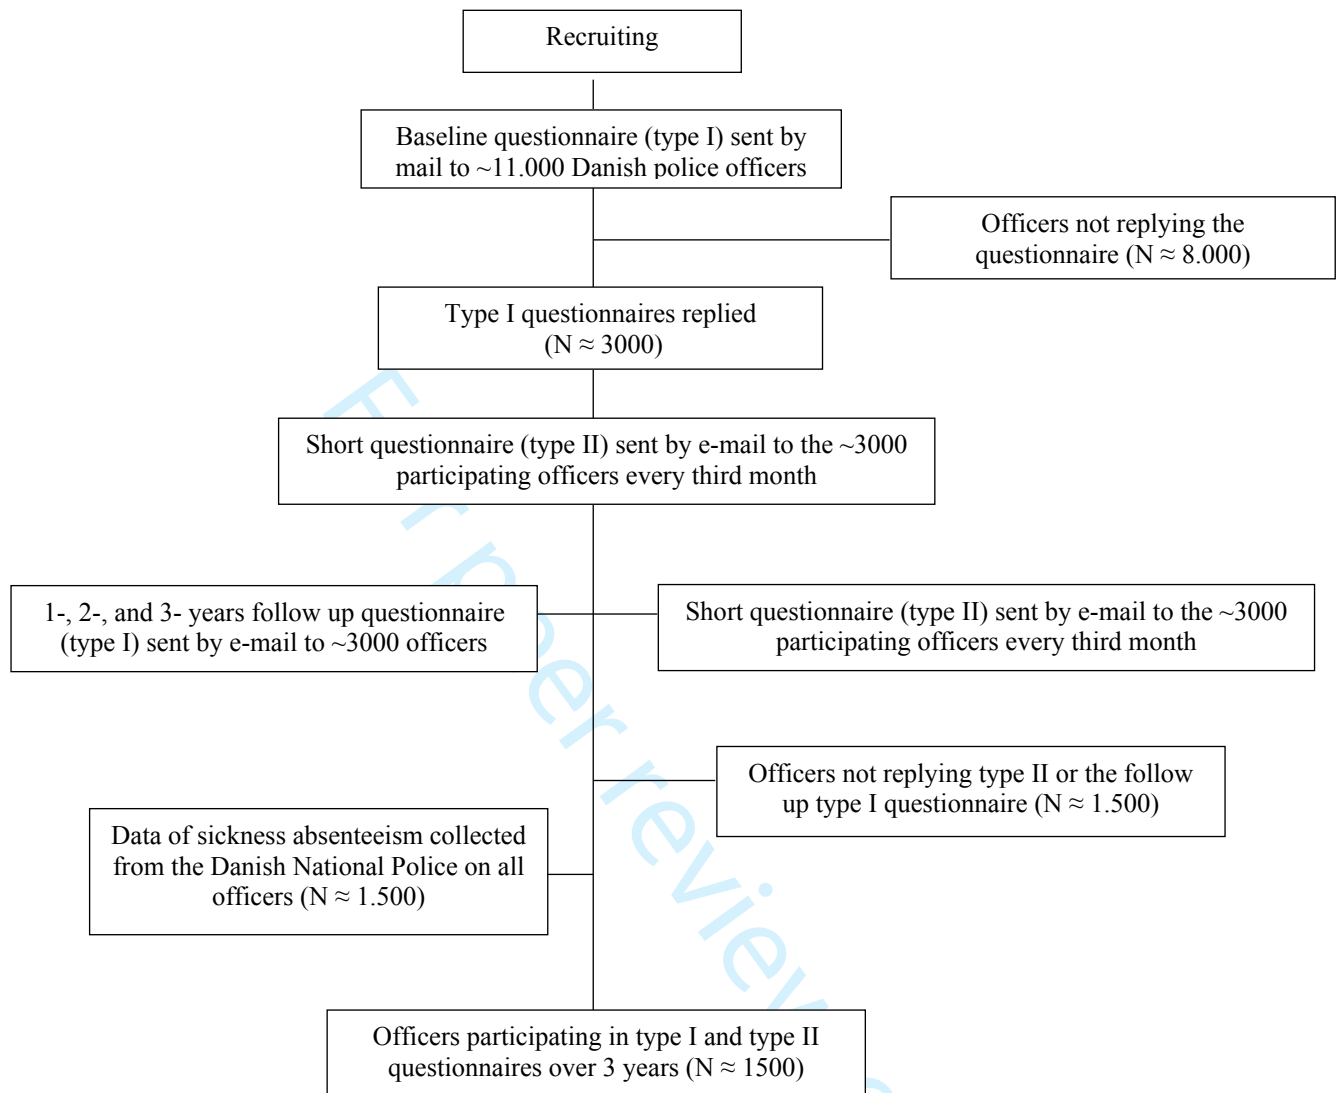 Recruiting
Baseline questionnaire (type I) sent by
mail to ~11.000 Danish police officers
Officers not replying the
questionnaire (N ≈ 8.000)
Type I questionnaires replied
(N ≈ 3000)
Short questionnaire (type II) sent by e-mail to the ~3000
participating officers every third month
1-, 2-, and 3- years follow up questionnaire
(type I) sent by e-mail to ~3000 officers
Short questionnaire (type II) sent by e-mail to the ~3000
participating officers every third month
Officers not replying type II or the follow
up type I questionnaire (N ≈ 1.500)
Data of sickness absenteeism collected
from the Danish National Police on all
officers (N ≈ 1.500)
Officers participating in type I and type II
questionnaires over 3 years (N ≈ 1500)
For peer review